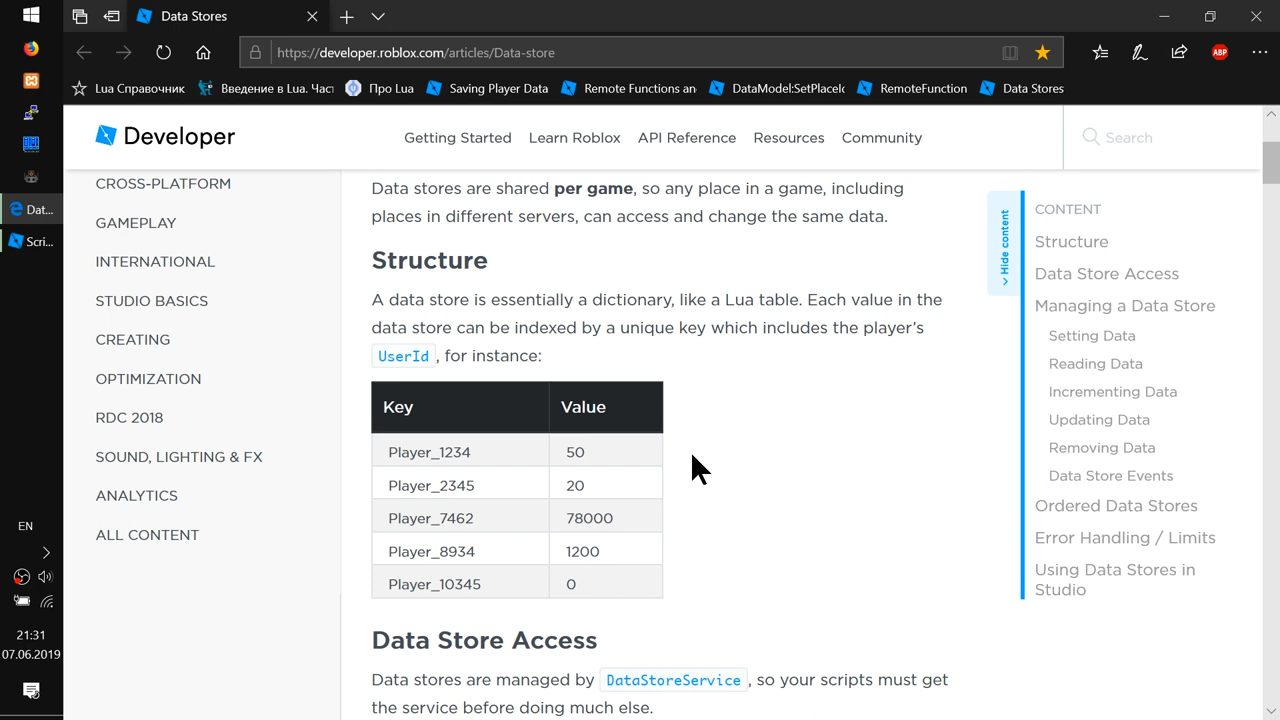 Data Stores
https://developer.roblox.com/articles/Data-store
ABP
Lua Справочник
Введение в Lua. Час
Про Lua
Saving Player Data
Remote Functions an
DataModel:SetPlaceI
RemoteFunction
Data Stores
Developer
Getting Started
Learn Roblox
API Reference
Resources
Community
Search
CROSS-PLATFORM
GAMEPLAY
INTERNATIONAL
STUDIO BASICS
CREATING
OPTIMIZATION
RDC 2018
SOUND, LIGHTING & FX
ANALYTICS
ALL CONTENT
Data stores are shared per game, so any place in a game, including
places in different servers, can access and change the same data.
Structure
A data store is essentially a dictionary, like a Lua table. Each value in the
data store can be indexed by a unique key which includes the player’s
UserId, for instance:
Key Value
Player_1234 50
Player_2345 20
Player_7462 78000
Player_8934 1200
Player_10345 0
Data Store Access
Data stores are managed by DataStoreService, so your scripts must get
the service before doing much else.
Hide content
CONTENT
Structure
Data Store Access
Managing a Data Store
Setting Data
Reading Data
Incrementing Data
Updating Data
Removing Data
Data Store Events
Ordered Data Stores
Error Handling / Limits
Using Data Stores in
Studio
Dat...
Scri...
EN
21:31
07.06.2019